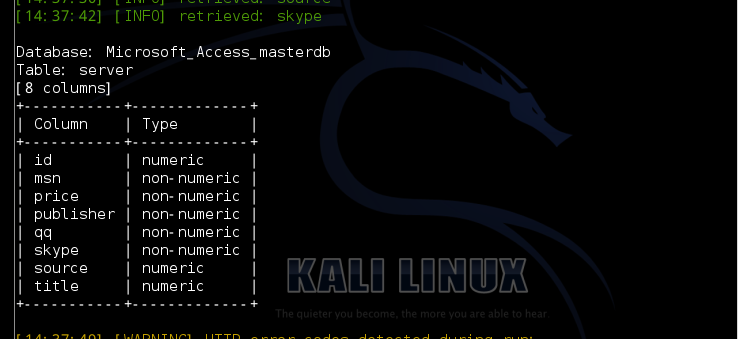 [14:37:36] [INFO] retrieved: source
[14:37:42] [INFO] retrieved: skype
Database: Microsoft_Access_masterdb
Table: server
[8 columns]
+-----------+-------------+
| Column | Type |
+-----------+-------------+
| id | numeric |
| msn | non-numeric |
| price | non-numeric |
| publisher | non-numeric |
| qq | non-numeric |
| skype | non-numeric |
| source | numeric |
| title | numeric |
+-----------+-------------+
KALI LINUX
The quieter you become, the more you are able to hear.
[14:37:49] [WARNING] HTTP error codes detected during run: